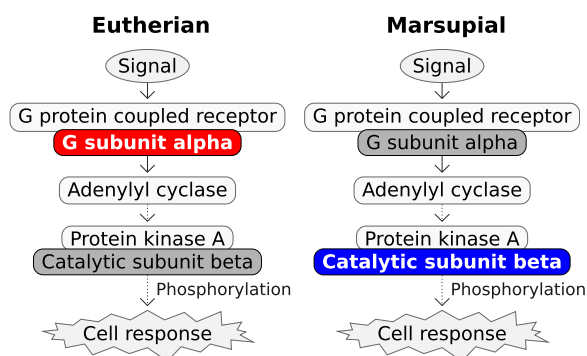 Eutherian
Signal
G protein coupled receptor
G subunit alpha
Adenylyl cyclase
Protein kinase A
Catalytic subunit beta
Phosphorylation
Cell response
Marsupial
Signal
G protein coupled receptor
G subunit alpha
Adenylyl cyclase
Protein kinase A
Catalytic subunit beta
Phosphorylation
Cell response